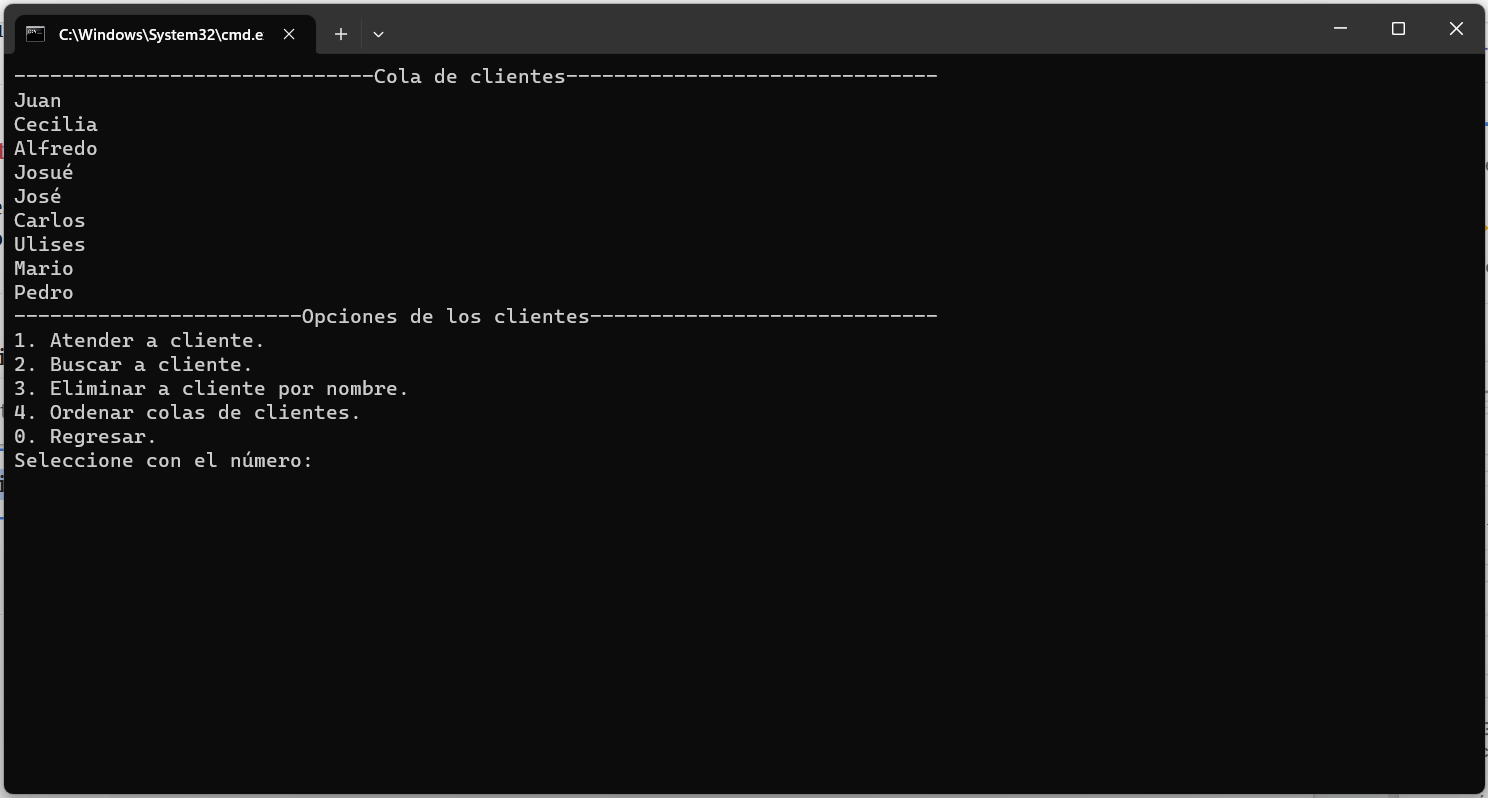 C:\Windows\System32\cmd.e
------------------------------Cola de clientes-------------------------------
Juan
Cecilia
Alfredo
Josué
José
Carlos
Ulises
Mario
Pedro
------------------------Opciones de los clientes-----------------------------
1. Atender a cliente.
2. Buscar a cliente.
3. Eliminar a cliente por nombre.
4. Ordenar colas de clientes.
0. Regresar.
Seleccione con el número: